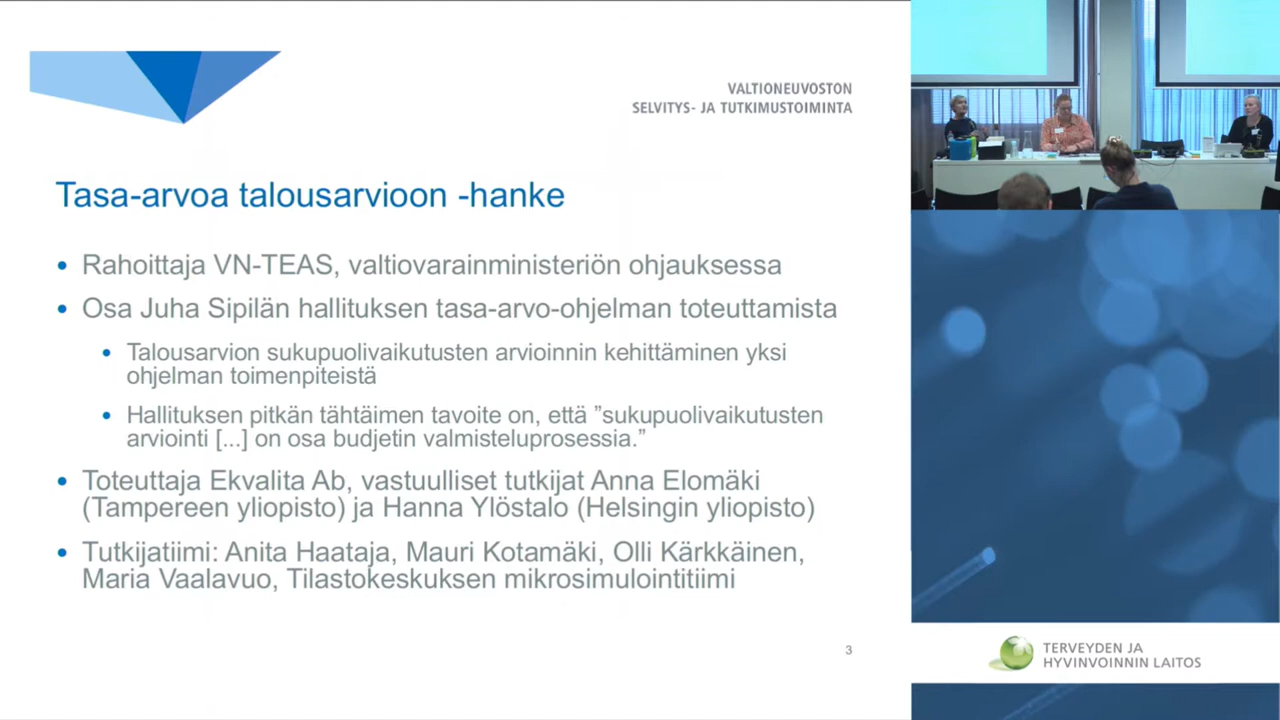 VALTIONEUVOSTON
SELVITYS- JA TUTKIMUSTOIMINTA
Tasa-arvoa talousarvioon -hanke
• Rahoittaja VN-TEAS, valtiovarainministeriön ohjauksessa
• Osa Juha Sipilän hallituksen tasa-arvo-ohjelman toteuttamista
• Talousarvion sukupuolivaikutusten arvioinnin kehittäminen yksi
ohjelman toimenpiteistä
• Hallituksen pitkän tähtäimen tavoite on, että ”sukupuolivaikutusten
arviointi [...] on osa budjetin valmisteluprosessia.”
• Toteuttaja Ekvalita Ab, vastuulliset tutkijat Anna Elomäki
(Tampereen yliopisto) ja Hanna Ylöstalo (Helsingin yliopisto)
• Tutkijatiimi: Anita Haataja, Mauri Kotamäki, Olli Kärkkäinen,
Maria Vaalavuo, Tilastokeskuksen mikrosimulointitiimi
3
TERVEYDEN JA
HYVINVOINNIN LAITOS